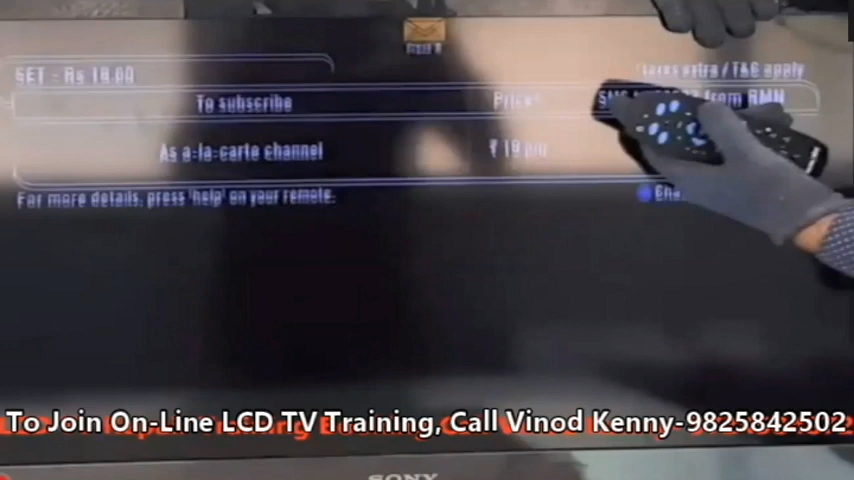 SET - Rs 19.00
extra / T&C apply
To subscribe
Price*
from RMN
As a-la-carte channel
₹ 19 pm
For more details, press 'help' on your remote.
To Join On-Line LCD TV Training, Call Vinod Kenny-9825842502
SONY